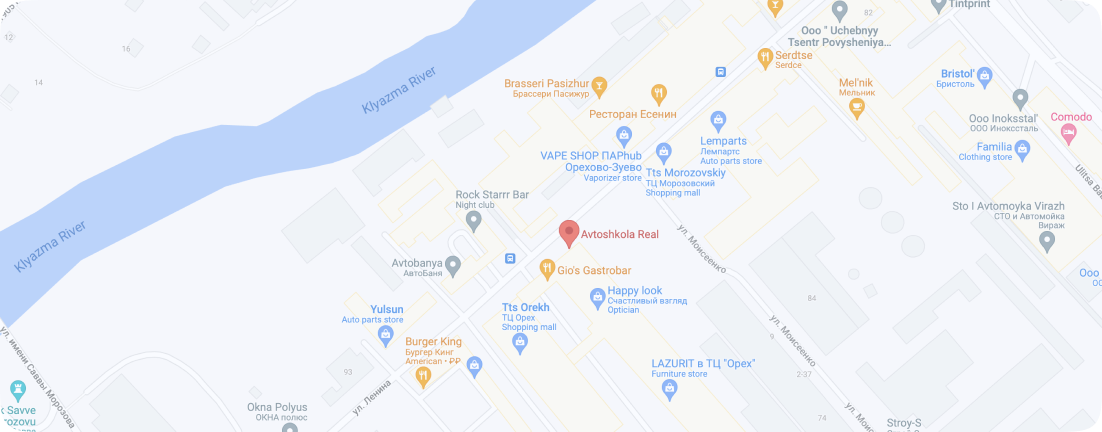 Tintprint
Ooo " Uchebnyy
Tsentr Povysheniya...
82
12
14
16
Serdtse
Serdce
Klyazma River
Brasseri Pasizhur
Брассери Пасижур
Ресторан Есенин
Mel'nik
Мельник
Bristol'
Бристоль
Ooo Inoksstal'
ООО Инокссталь
Comodo
Familia
Clothing store
Ulitsa Ba
Lemparts
Лемпартс
Auto parts store
VAPE SHOP ПАРhub
Орехово-Зуево
Vaporizer store
Tts Morozovskiy
ТЦ Морозовский
Shopping mall
Rock Starrr Bar
Night club
Sto I Avtomoyka Virazh
СТО и Автомойка
Вираж
Klyazma River
Avtoshkola Real
ул. Моисеенко
Avtobanya
АвтоБаня
Gio's Gastrobar
Ooo
Happy look
Счастливый взгляд
Optician
84
Yulsun
Auto parts store
Tts Orekh
ТЦ Орех
Shopping mall
ул. Моисеенко
9
Burger King
Бургер Кинг
American • ₽₽
LAZURIT в ТЦ "Орех"
Furniture store
2-37
93
ул. имени Саввы Морозова
ул. Ленина
Okna Polyus
ОКНА полюс
k Savve
rozovu
74
ул. Моисеенко
Stroy-S